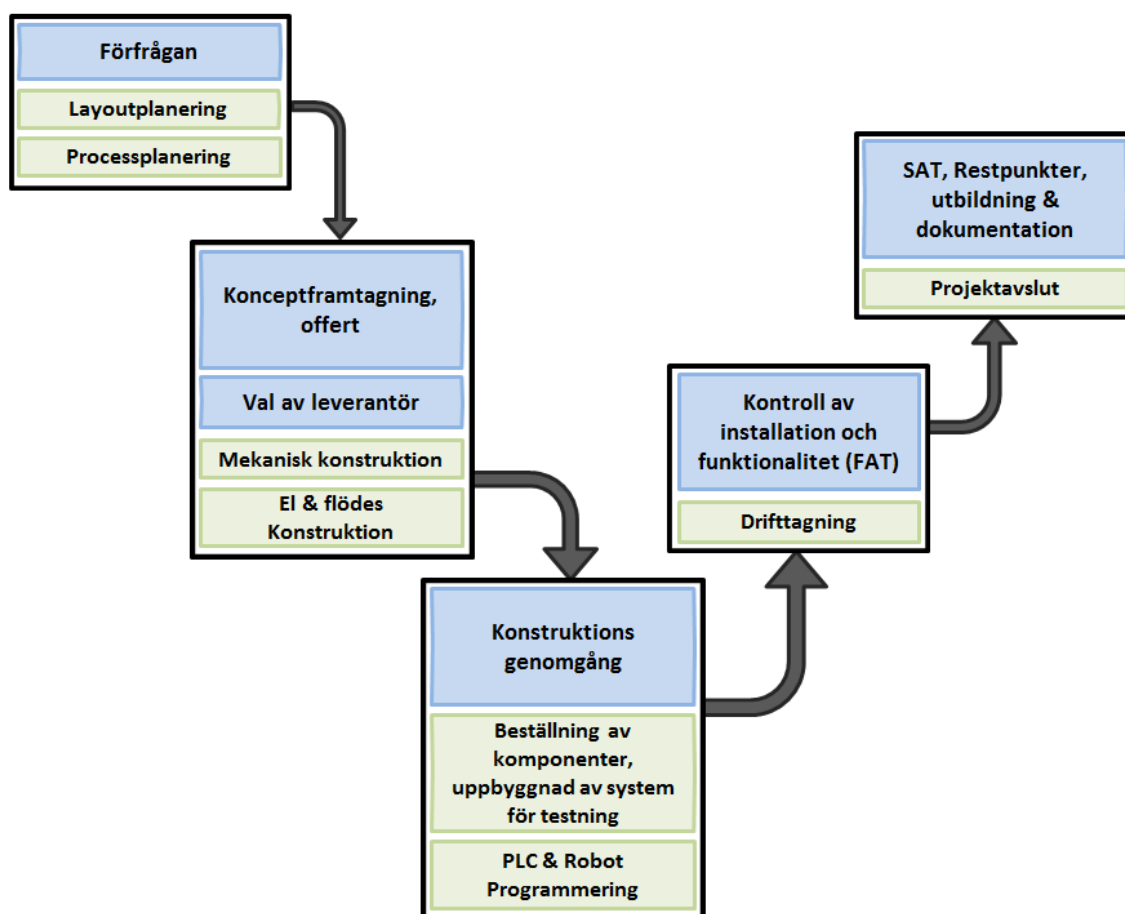 Förfrågan
Layoutplanering
Processplanering
Konceptframtagning,
offert
Val av leverantör
Mekanisk konstruktion
El & flödes
Konstruktion
Konstruktions
genomgång
Beställning av
komponenter,
uppbyggnad av system
för testning
PLC & Robot
Programmering
Kontroll av
installation och
funktionalitet (FAT)
Drifttagning
SAT, Restpunkter,
utbildning &
dokumentation
Projektavslut